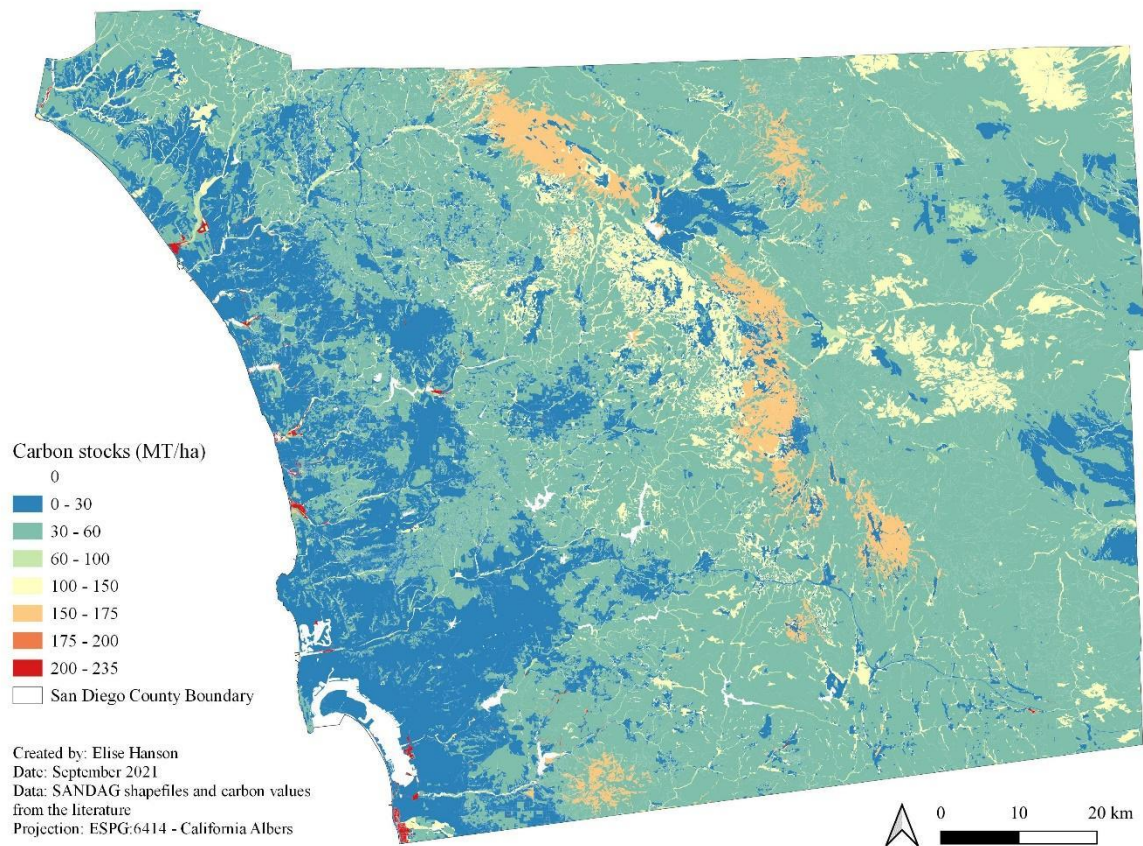 Carbon stocks (MT/ha)
0
0 - 30
30 - 60
60 - 100
100 - 150
150 - 175
175 - 200
200 - 235
San Diego County Boundary
Created by: Elise Hanson
Date: September 2021
Data: SANDAG shapefiles and carbon values
from the literature
Projection: ESPG:6414 - California Albers
0 10 20 km